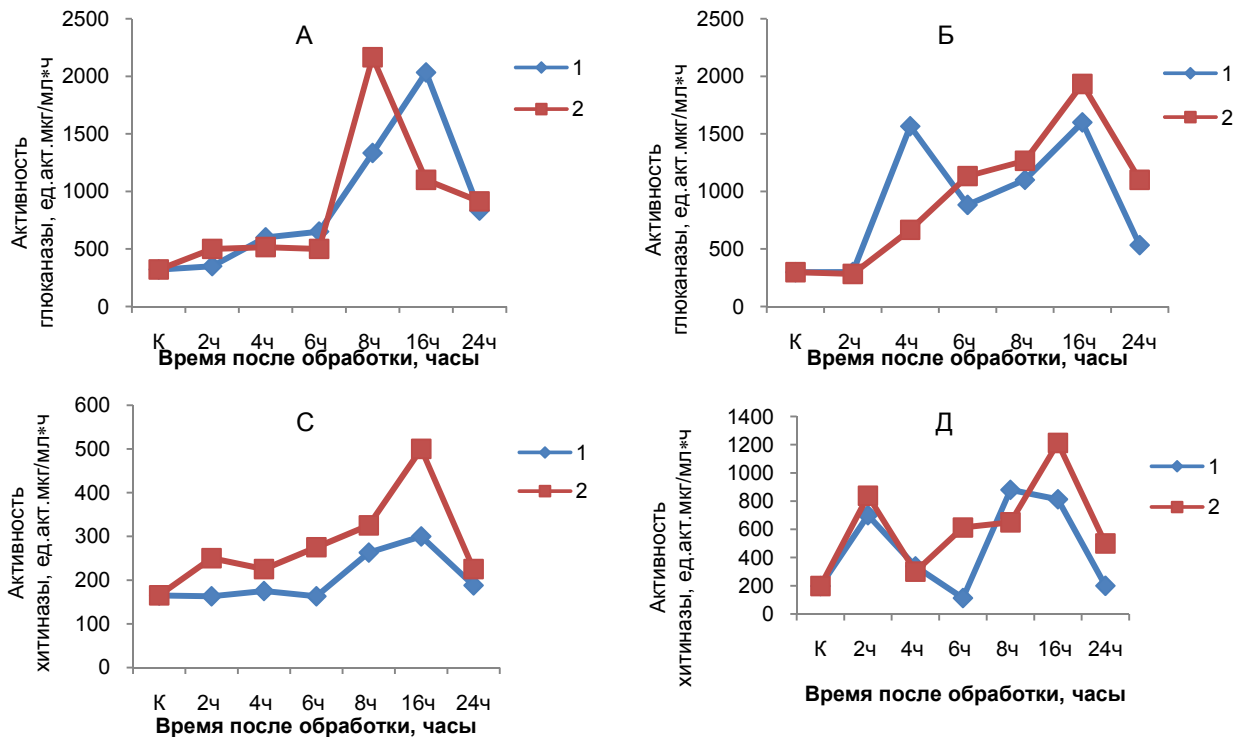 А
Активность
глюканазы, ед.акт.мкг/мл*ч
2500
2000
1500
1000
500
0
К 2ч 4ч 6ч 8ч 16ч 24ч
Время после обработки, часы
1
2
Б
Активность
глюканазы, ед.акт.мкг/мл*ч
2500
2000
1500
1000
500
0
К 2ч 4ч 6ч 8ч 16ч 24ч
Время после обработки, часы
1
2
С
Активность
хитиназы, ед.акт.мкг/мл*ч
600
500
400
300
200
100
0
К 2ч 4ч 6ч 8ч 16ч 24ч
Время после обработки, часы
1
2
Д
Активность
хитиназы, ед.акт.мкг/мл*ч
1400
1200
1000
800
600
400
200
0
К 2ч 4ч 6ч 8ч 16ч 24ч
Время после обработки, часы
1
2